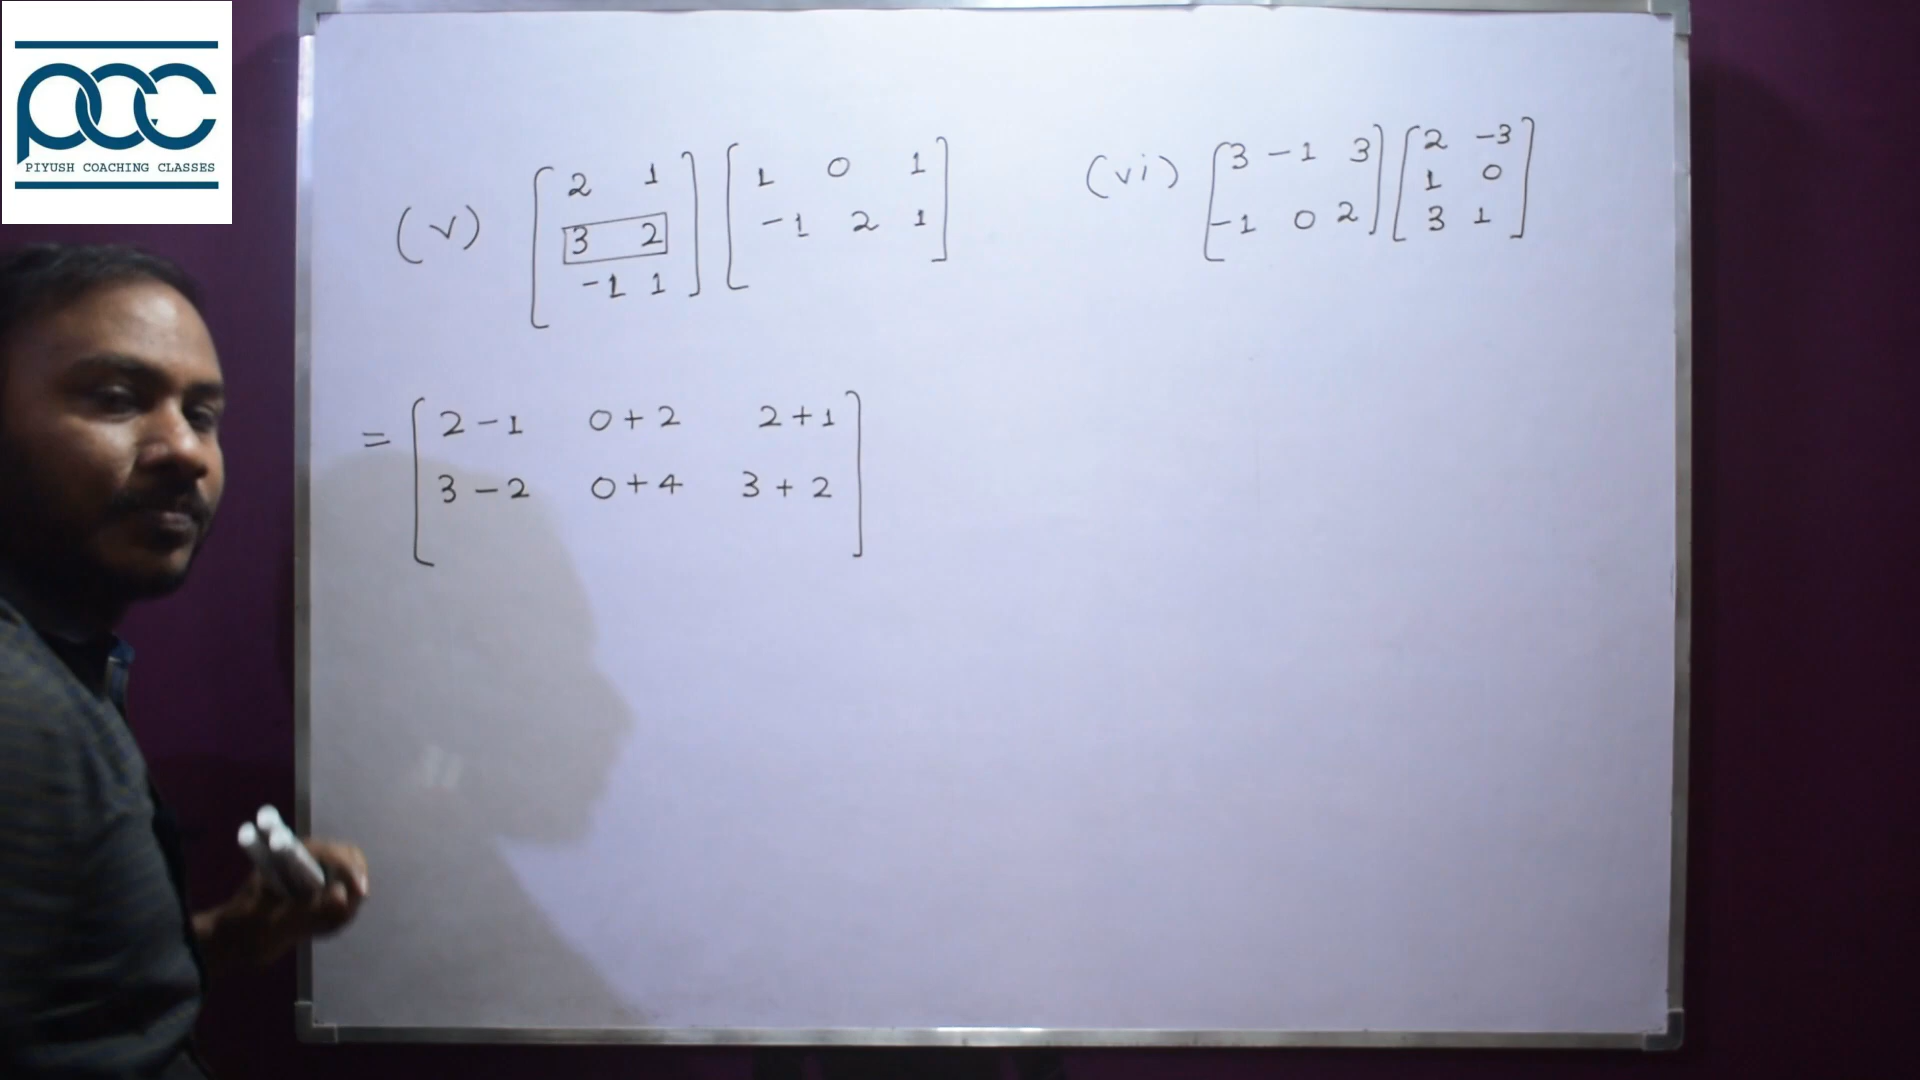 PCC
PIYUSH COACHING CLASSES
(v) [2 1 [1 0 1
3 2 -1 2 1]
-1 1]
= [2-1 0+2 2+1
3-2 0+4 3+2]
(vi) [3 -1 3 [2 -3
1 0
-1 0 2] 3 1]